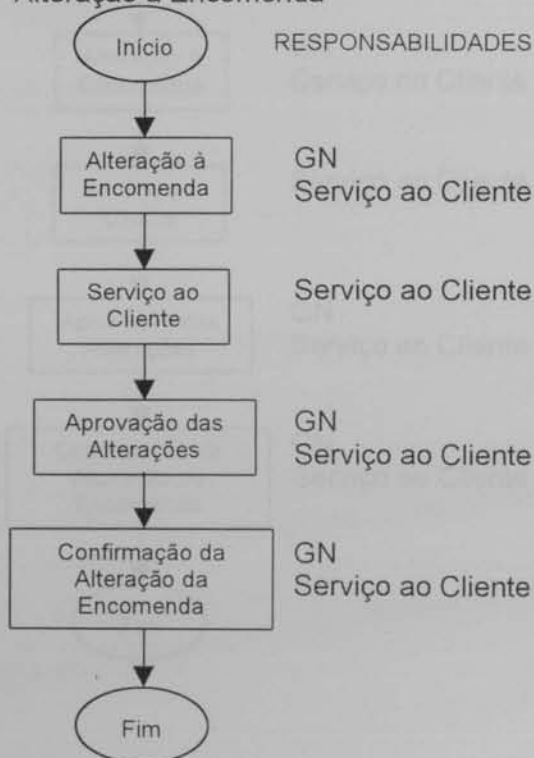 Alteração à Encomenda
Início
RESPONSABILIDADES
Alteração à
Encomenda
GN
Serviço ao Cliente
Serviço ao
Cliente
Serviço ao Cliente
Aprovação das
Alterações
GN
Serviço ao Cliente
Confirmação da
Alteração da
Encomenda
GN
Serviço ao Cliente
Fim